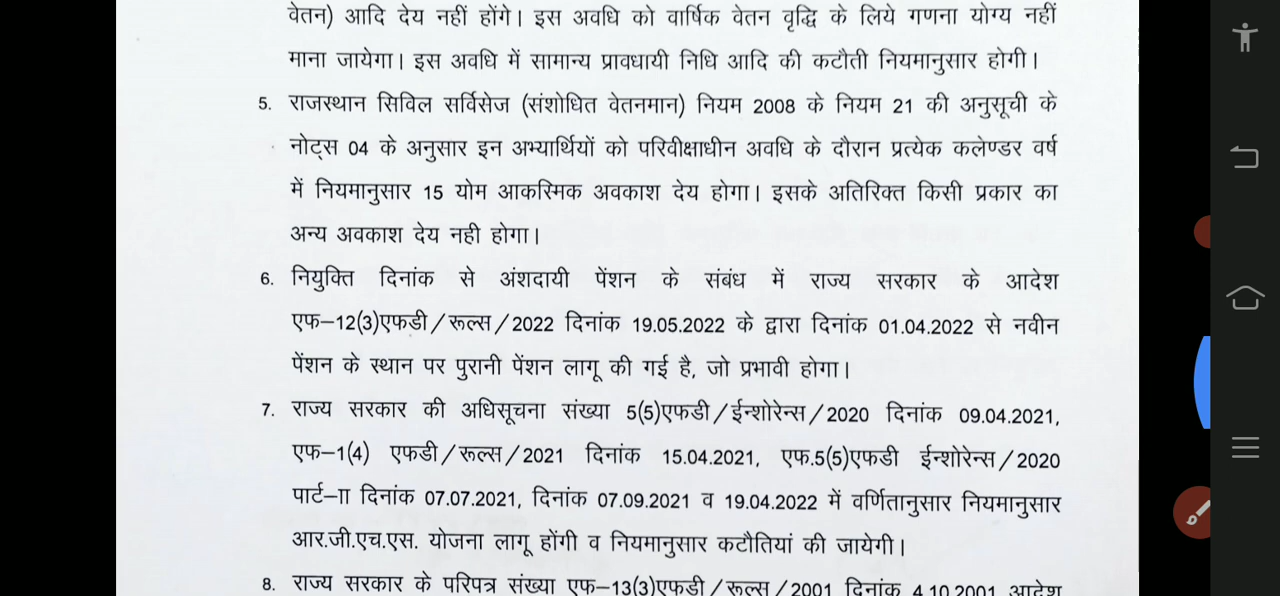 वेतन) आदि देय नहीं होंगे। इस अवधि को वार्षिक वेतन वृद्धि के लिये गणना योग्य नहीं
माना जायेगा। इस अवधि में सामान्य प्रावधायी निधि आदि की कटौती नियमानुसार होगी।
5. राजस्थान सिविल सर्विसेज (संशोधित वेतनमान) नियम 2008 के नियम 21 की अनुसूची के
नोट्स 04 के अनुसार इन अभ्यार्थियों को परिवीक्षाधीन अवधि के दौरान प्रत्येक कलेण्डर वर्ष
में नियमानुसार 15 योम आकस्मिक अवकाश देय होगा। इसके अतिरिक्त किसी प्रकार का
अन्य अवकाश देय नही होगा।
6. नियुक्ति दिनांक से अंशदायी पेंशन के संबंध में राज्य सरकार के आदेश
एफ–12(3)एफडी/रूल्स/2022 दिनांक 19.05.2022 के द्वारा दिनांक 01.04.2022 से नवीन
पेंशन के स्थान पर पुरानी पेंशन लागू की गई है, जो प्रभावी होगा।
7. राज्य सरकार की अधिसूचना संख्या 5(5)एफडी/ईन्शोरेन्स/2020 दिनांक 09.04.2021,
एफ–1(4) एफडी/रूल्स/2021 दिनांक 15.04.2021, एफ.5(5)एफडी ईन्शोरेन्स/2020
पार्ट–II दिनांक 07.07.2021, दिनांक 07.09.2021 व 19.04.2022 में वर्णितानुसार नियमानुसार
आर.जी.एच.एस. योजना लागू होंगी व नियमानुसार कटौतियां की जायेगी।
8. राज्य सरकार के परिपत्र संख्या एफ–13(3)एफडी/रूल्स/2001 दिनांक 4.10.2001 आदेश